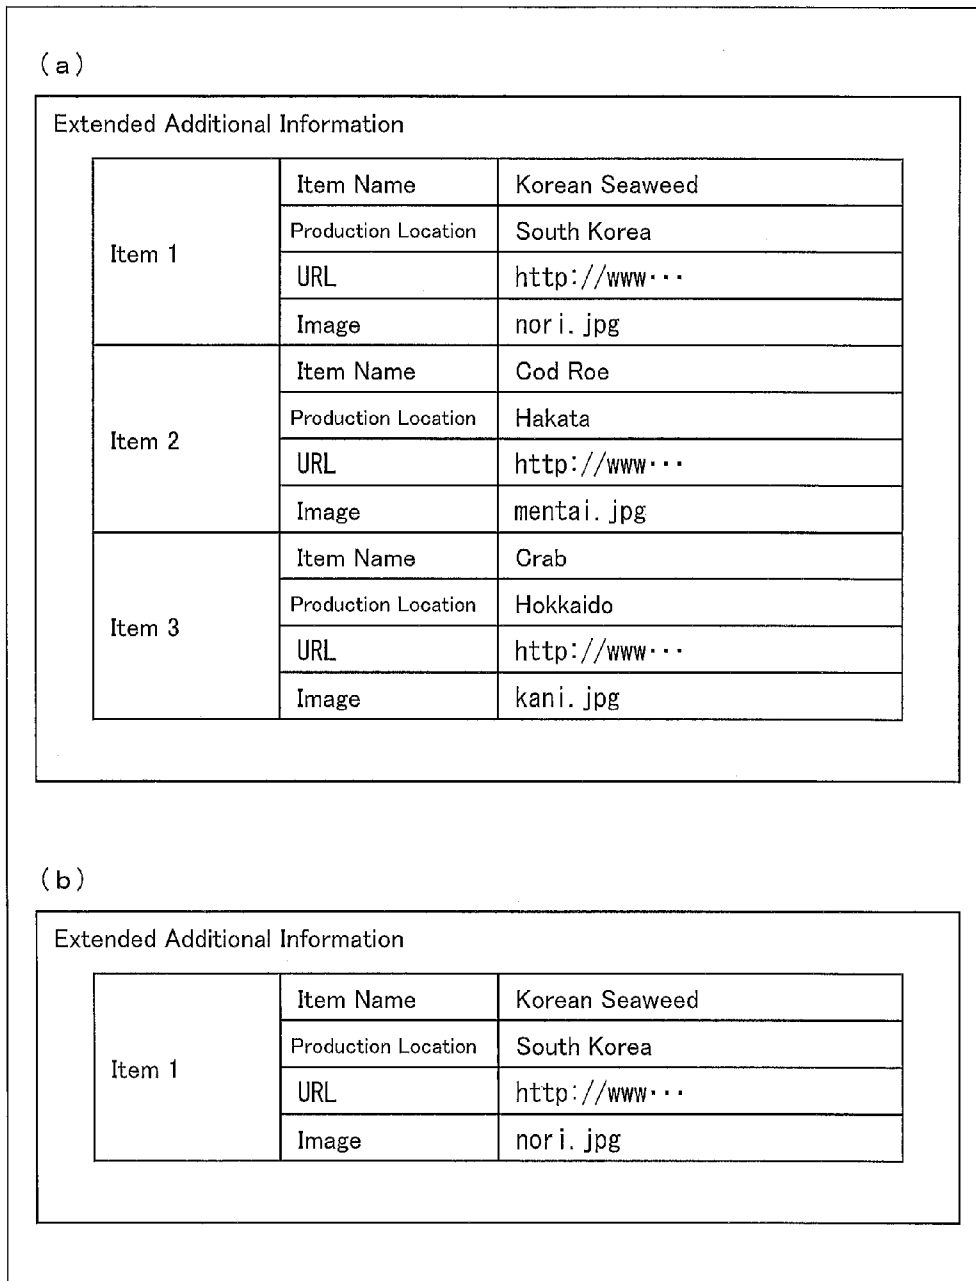 (a)
Extended Additional Information
Item 1
Item Name Korean Seaweed
Production Location South Korea
URL http://www···
Image nori.jpg
Item 2
Item Name Cod Roe
Production Location Hakata
URL http://www···
Image mentai.jpg
Item 3
Item Name Crab
Production Location Hokkaido
URL http://www···
Image kani.jpg
(b)
Extended Additional Information
Item 1
Item Name Korean Seaweed
Production Location South Korea
URL http://www···
Image nori.jpg